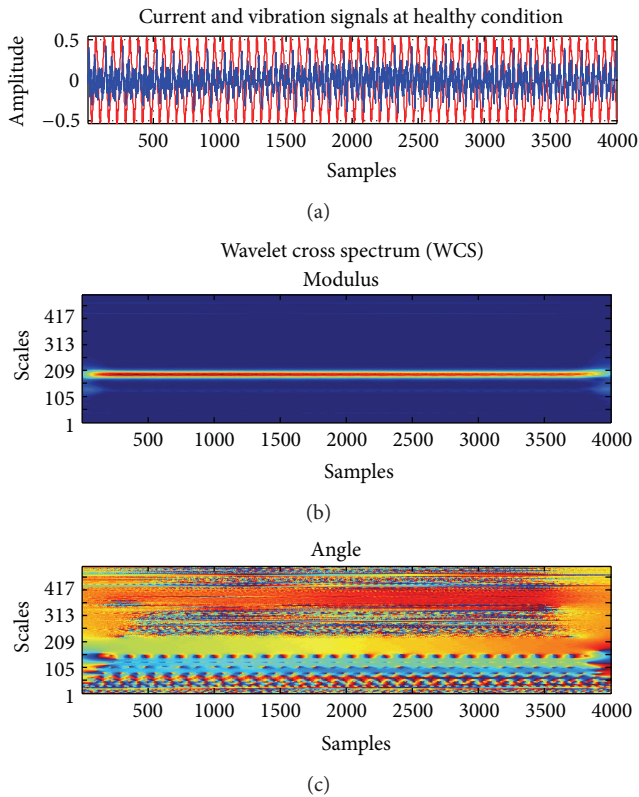 Current and vibration signals at healthy condition
Amplitude
0.5
0
−0.5
500 1000 1500 2000 2500 3000 3500 4000
Samples
(a)
Wavelet cross spectrum (WCS)
Modulus
Scales
417
313
209
105
1
500 1000 1500 2000 2500 3000 3500 4000
Samples
(b)
Angle
Scales
417
313
209
105
1
500 1000 1500 2000 2500 3000 3500 4000
Samples
(c)